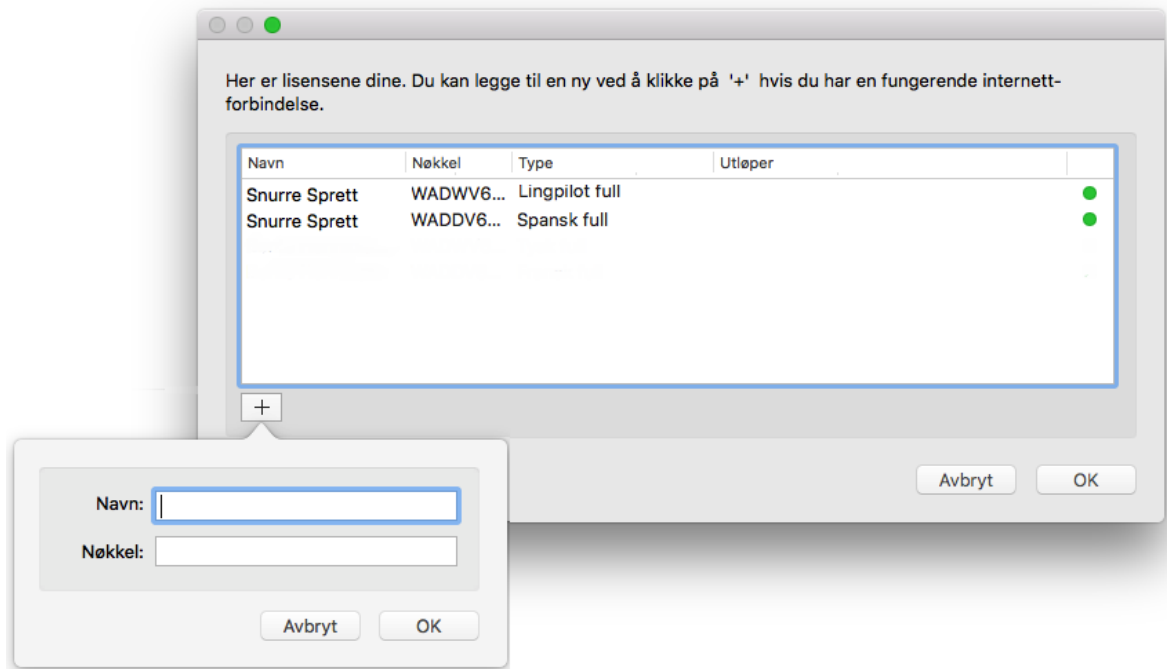 Her er lisensene dine. Du kan legge til en ny ved å klikke på '+' hvis du har en fungerende internett-
forbindelse.
Navn Nøkkel Type Utløper
Snurre Sprett WADWV6... Lingpilot full
Snurre Sprett WADDV6... Spansk full
+
Avbryt OK
Navn:
Nøkkel:
Avbryt OK